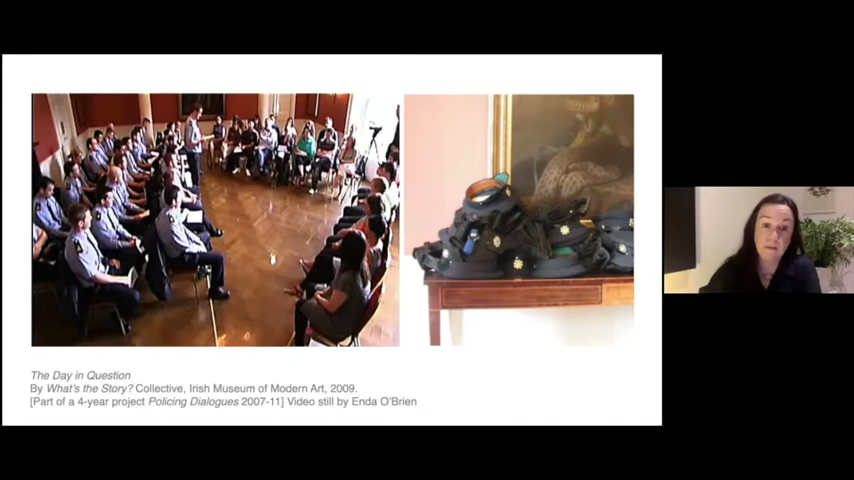 The Day in Question
By What's the Story? Collective, Irish Museum of Modern Art, 2009.
[Part of a 4-year project Policing Dialogues 2007-11] Video still by Enda O'Brien